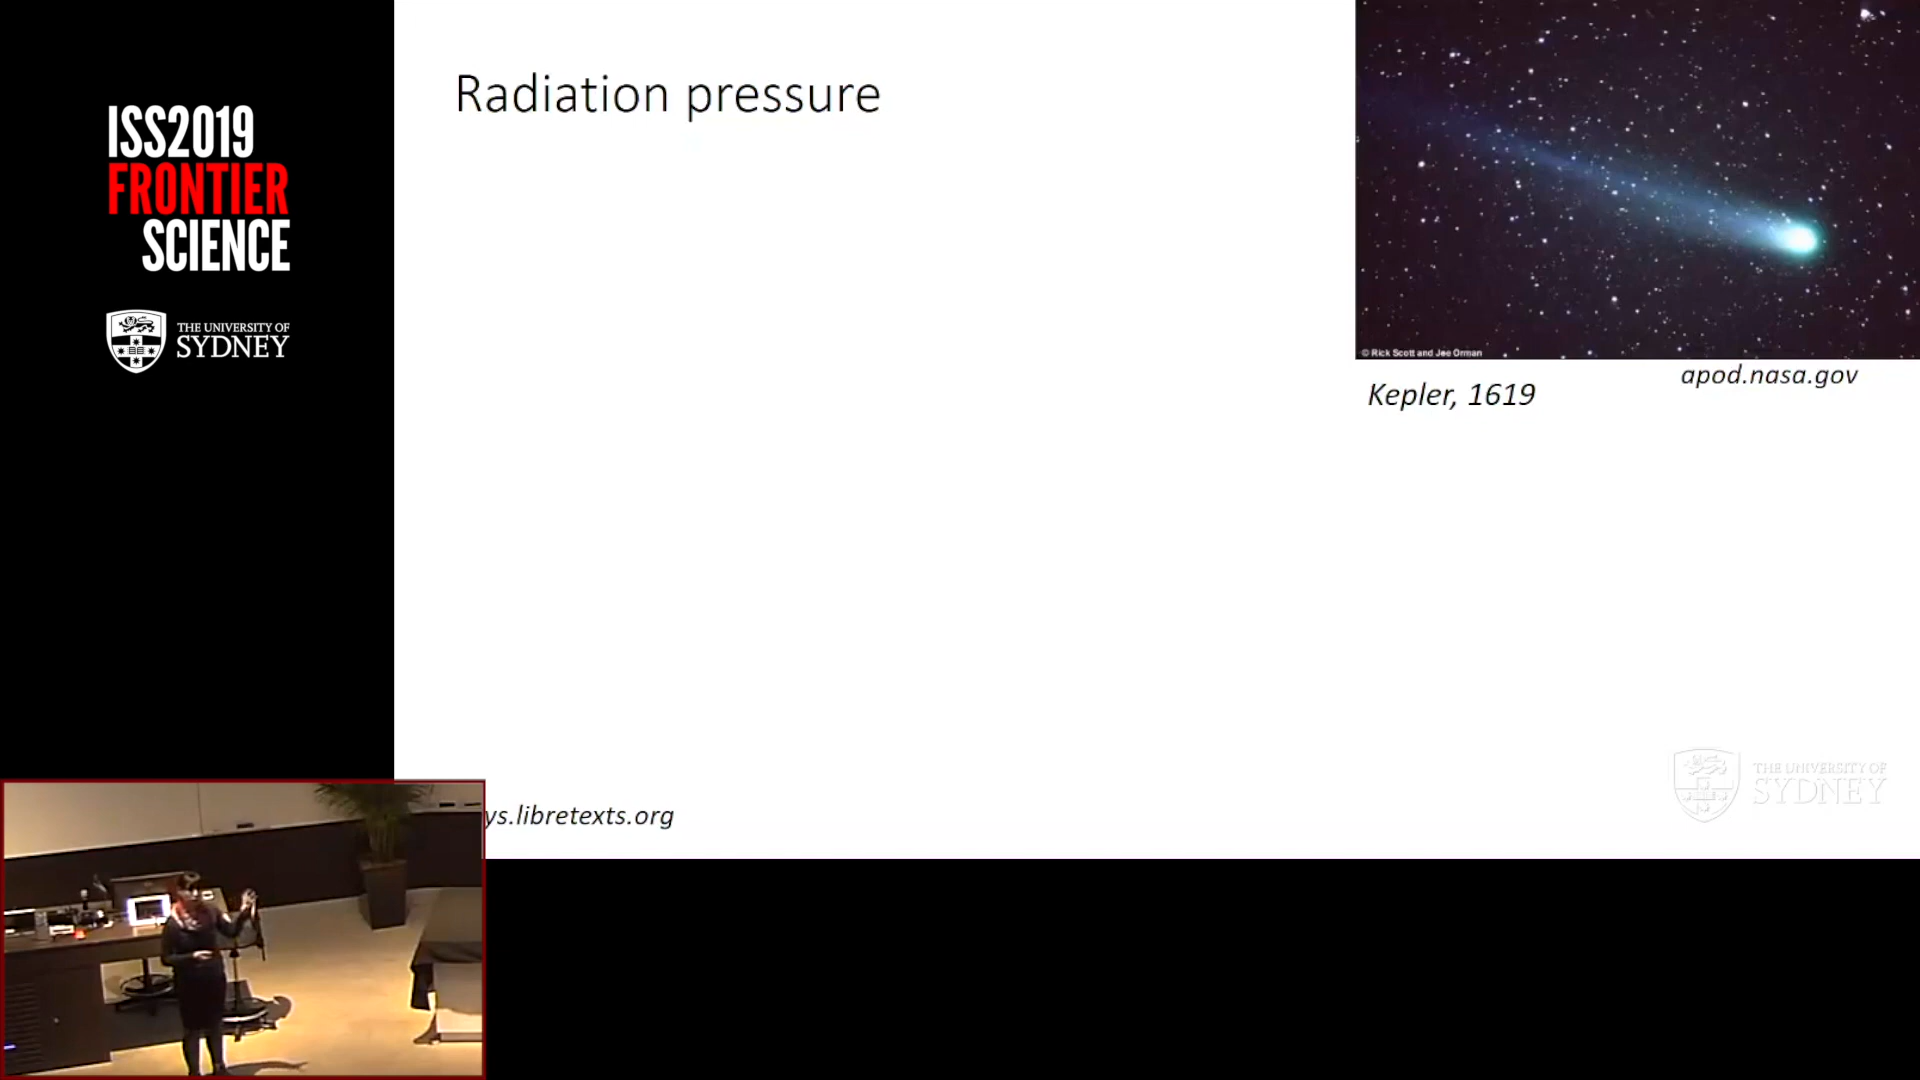 ISS2019
FRONTIER
SCIENCE
THE UNIVERSITY OF
SYDNEY
Radiation pressure
© Rick Scott and Joe Orman
Kepler, 1619
apod.nasa.gov
THE UNIVERSITY OF
SYDNEY
ys.libretexts.org